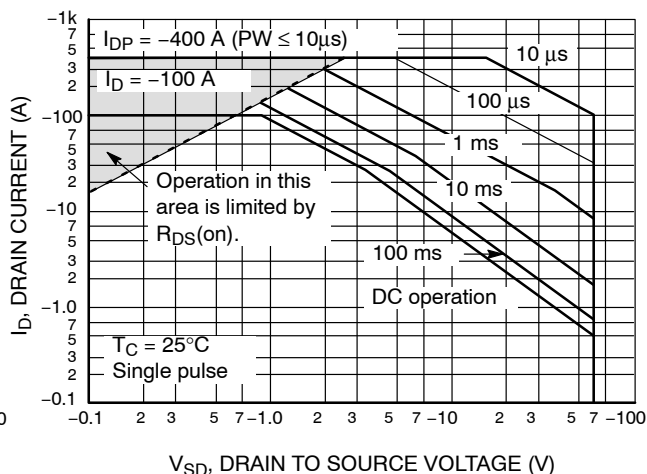 -1k
7
5
3
2
-100
7
5
3
2
-10
7
5
3
2
-1.0
7
5
3
2
-0.1
I_D, DRAIN CURRENT (A)
I_DP = -400 A (PW ≤ 10μs)
I_D = -100 A
10 μs
100 μs
1 ms
10 ms
100 ms
DC operation
Operation in this
area is limited by
R_DS(on).
T_C = 25°C
Single pulse
0
-0.1 2 3 5 7 -1.0 2 3 5 7 -10 2 3 5 7 -100
V_SD, DRAIN TO SOURCE VOLTAGE (V)